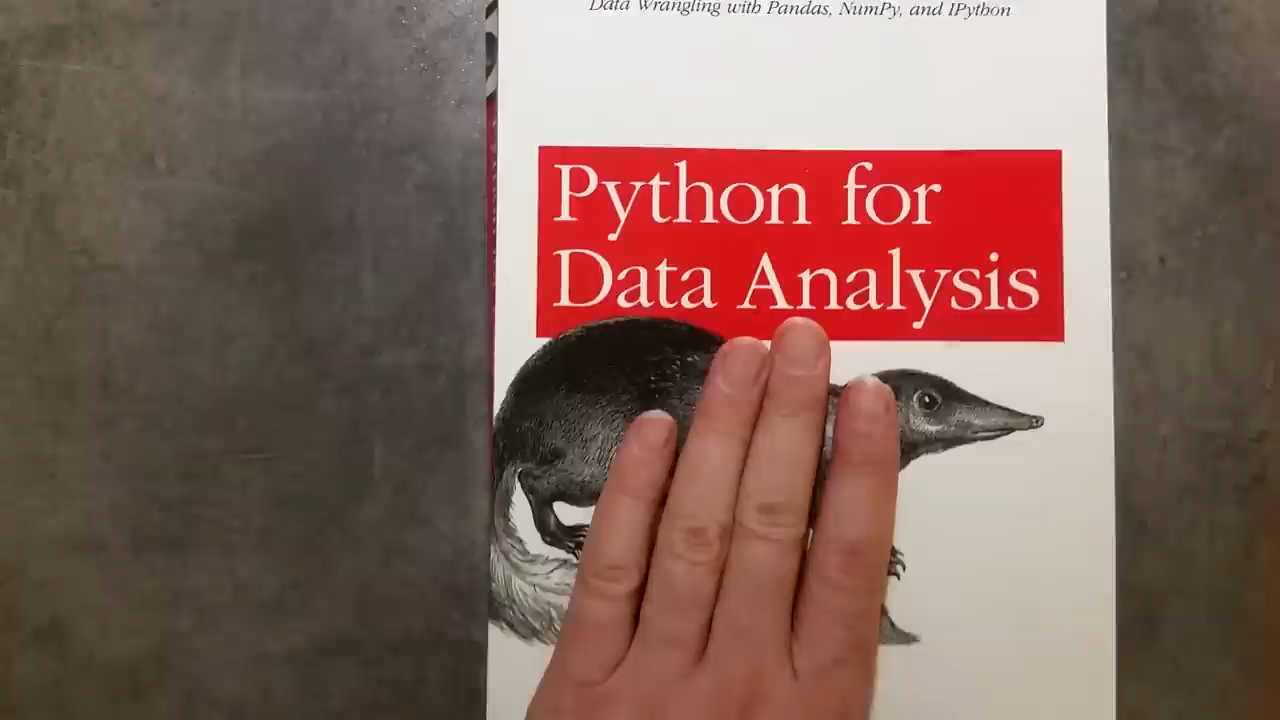 Data Wrangling with Pandas, NumPy, and IPython
Python for
Data Analysis